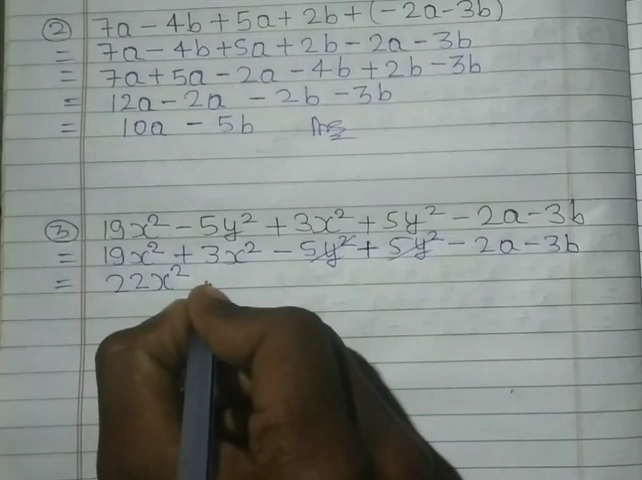 ② 7a - 4b + 5a + 2b + (-2a - 3b)
= 7a - 4b + 5a + 2b - 2a - 3b
= 7a + 5a - 2a - 4b + 2b - 3b
= 12a - 2a - 2b - 3b
= 10a - 5b Ans
③ 19x² - 5y² + 3x² + 5y² - 2a - 3b
= 19x² + 3x² - 5y² + 5y² - 2a - 3b
= 22x²